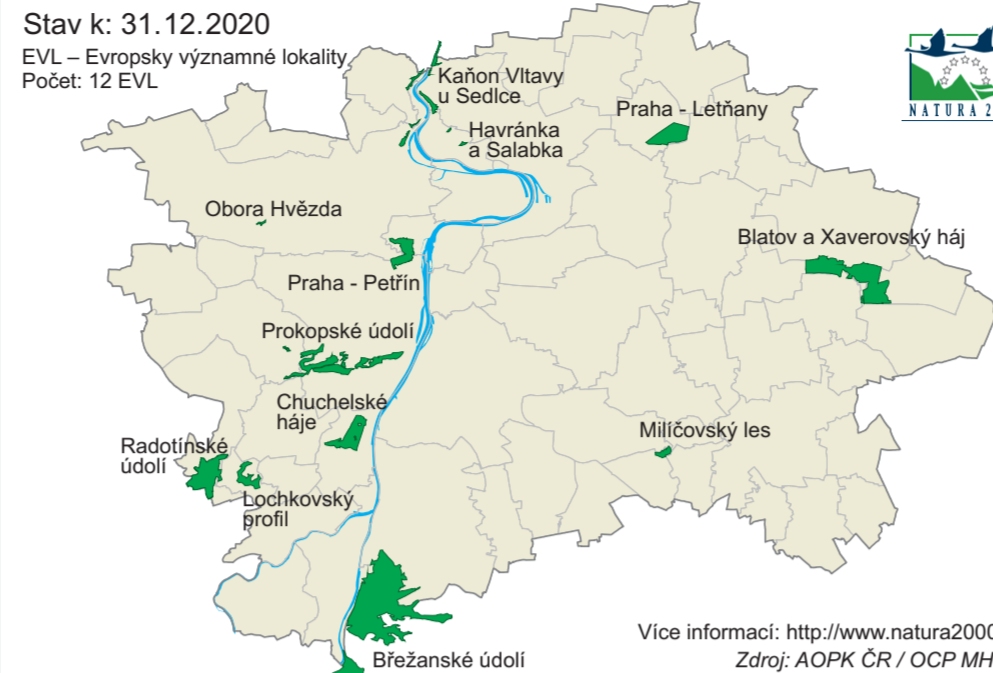 Stav k: 31.12.2020
EVL – Evropsky významné lokality
Počet: 12 EVL
NATURA 2
Kaňon Vltavy
u Sedlce
Praha - Letňany
Havránka
a Salabka
Obora Hvězda
Blatov a Xaverovský háj
Praha - Petřín
Prokopské údolí
Chuchelské
háje
Milíčovský les
Radotínské
údolí
Lochkovský
profil
Více informací: http://www.natura2000
Břežanské údolí
Zdroj: AOPK ČR / OCP MH